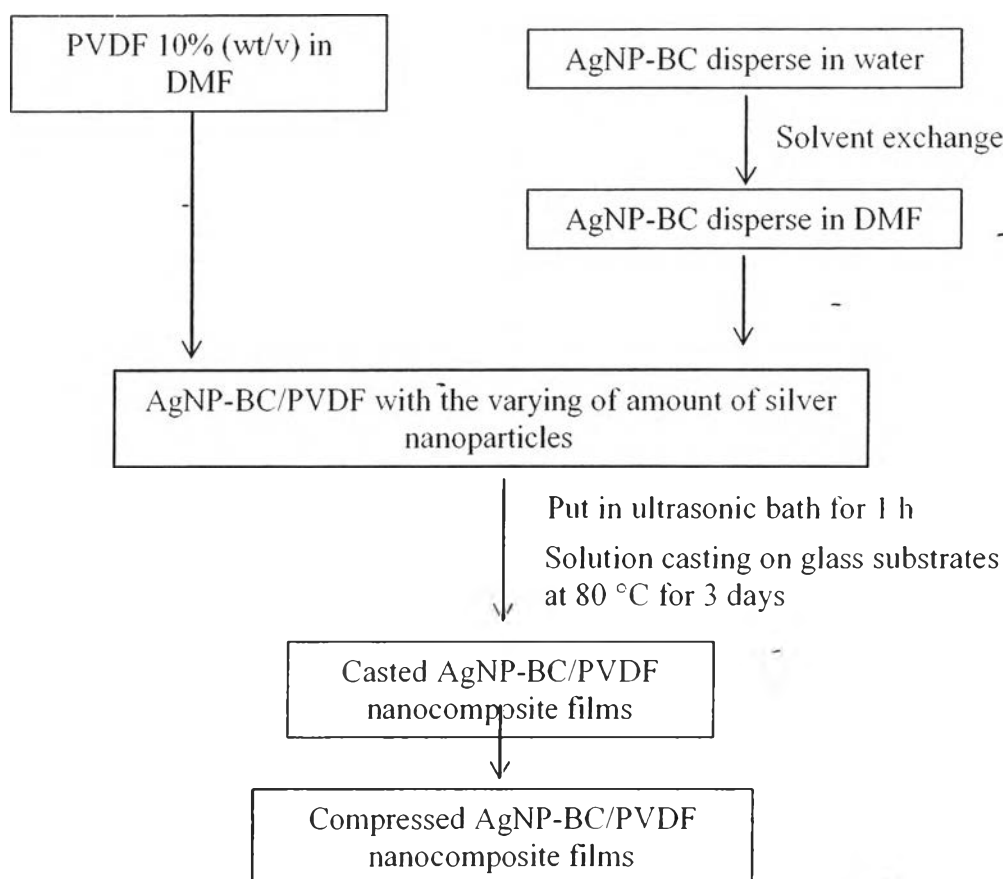 PVDF 10% (wt/v) in
DMF
AgNP-BC disperse in water
Solvent exchange
AgNP-BC disperse in DMF
AgNP-BC/PVDF with the varying of amount of silver
nanoparticles
Put in ultrasonic bath for 1 h
Solution casting on glass substrates
at 80 °C for 3 days
Casted AgNP-BC/PVDF
nanocomposite films
Compressed AgNP-BC/PVDF
nanocomposite films